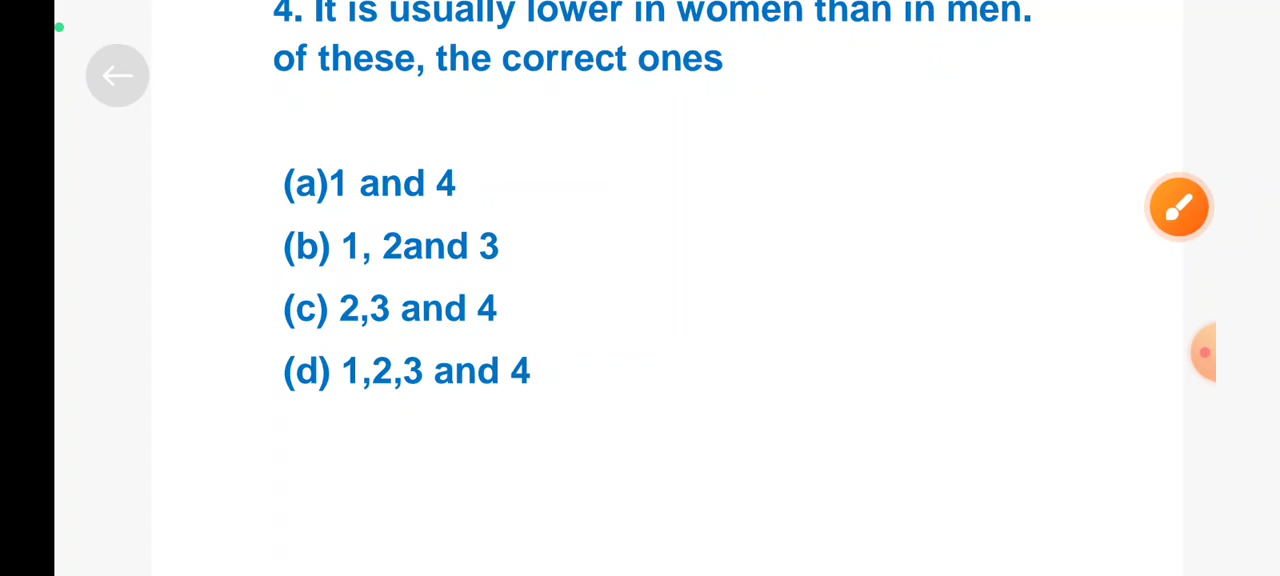 4. It is usually lower in women than in men.
of these, the correct ones
(a)1 and 4
(b) 1, 2and 3
(c) 2,3 and 4
(d) 1,2,3 and 4